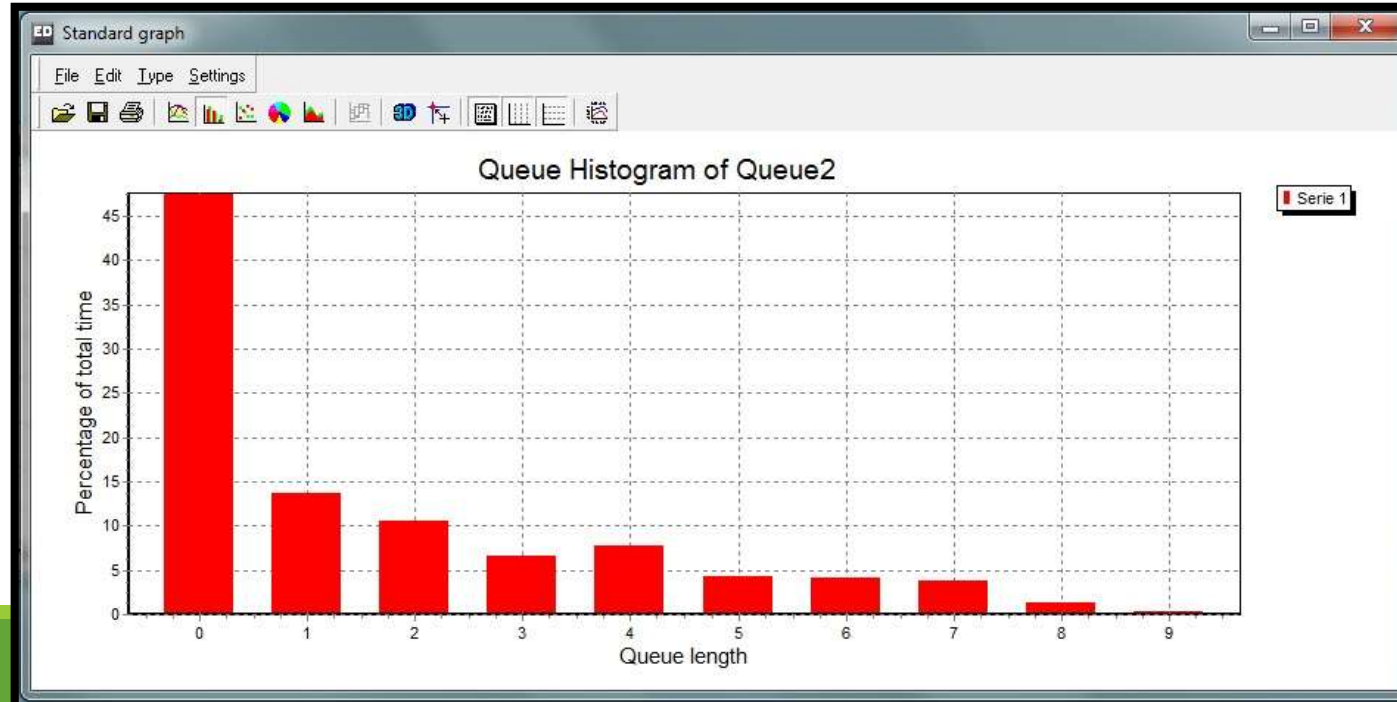 ED Standard graph
File Edit Type Settings
3D
Queue Histogram of Queue2
Serie 1
Percentage of total time
45
40
35
30
25
20
15
10
5
0
0 1 2 3 4 5 6 7 8 9
Queue length